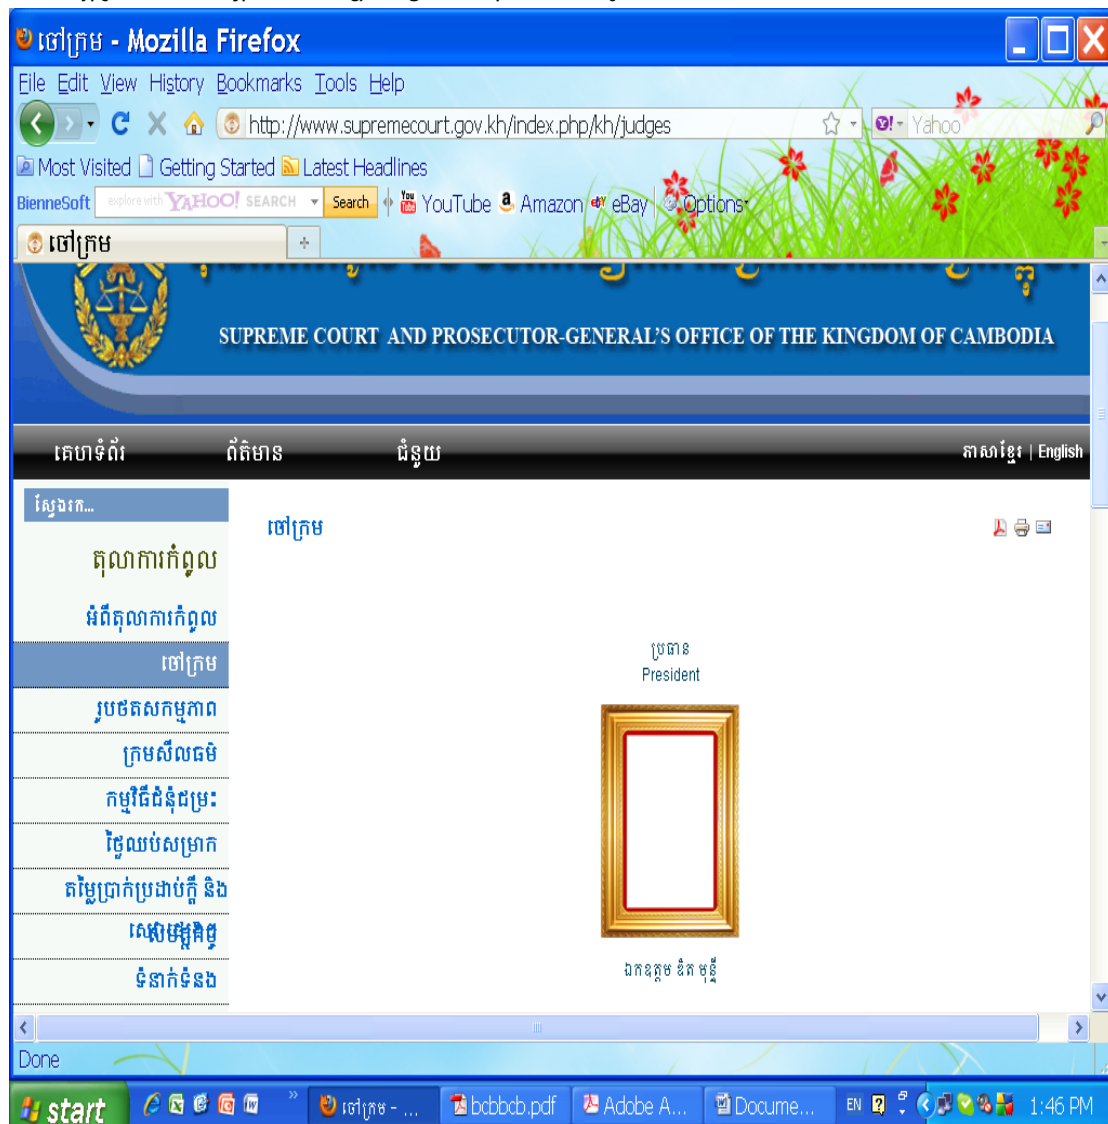 ចៅក្រម - Mozilla Firefox
File Edit View History Bookmarks Tools Help
http://www.supremecourt.gov.kh/index.php/kh/judges
Yahoo
Most Visited Getting Started Latest Headlines
BienneSoft explore with YAHOO! SEARCH Search YouTube Amazon eBay Options
ចៅក្រម
SUPREME COURT AND PROSECUTOR-GENERAL'S OFFICE OF THE KINGDOM OF CAMBODIA
គេហទំព័រ ព័ត៌មាន ជំនួយ ភាសាខ្មែរ | English
ស្វែងរក...
ចៅក្រម
តុលាការកំពូល
អំពីតុលាការកំពូល
ចៅក្រម
រូបថតសកម្មភាព
ក្រមសីលធម៌
កម្មវិធីជំនុំជម្រះ
ថ្ងៃឈប់សម្រាក
តម្លៃប្រាក់ប្រដាប់ក្ដី និង
ទំនាក់ទំនង
ប្រធាន
President
ឯកឧត្តម ឌិត មុន្ទី
Done
start ចៅក្រម - ... bcbbcb.pdf Adobe A... Docume... EN 1:46 PM